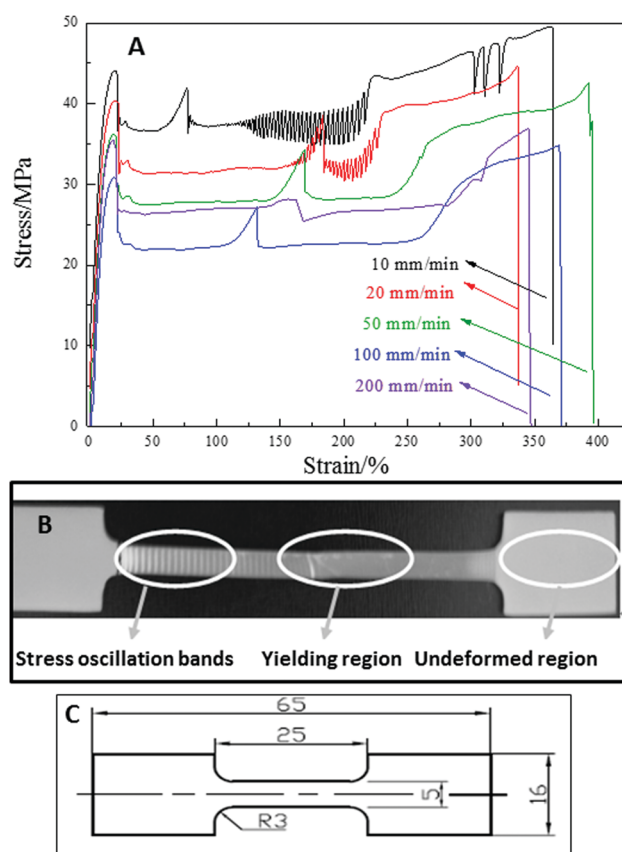 A
50
40
30
20
10
0
Stress/MPa
0 50 100 150 200 250 300 350 400
Strain/%
10 mm/min
20 mm/min
50 mm/min
100 mm/min
200 mm/min
B
Stress oscillation bands Yielding region Undeformed region
C
65
25
5
16
R3